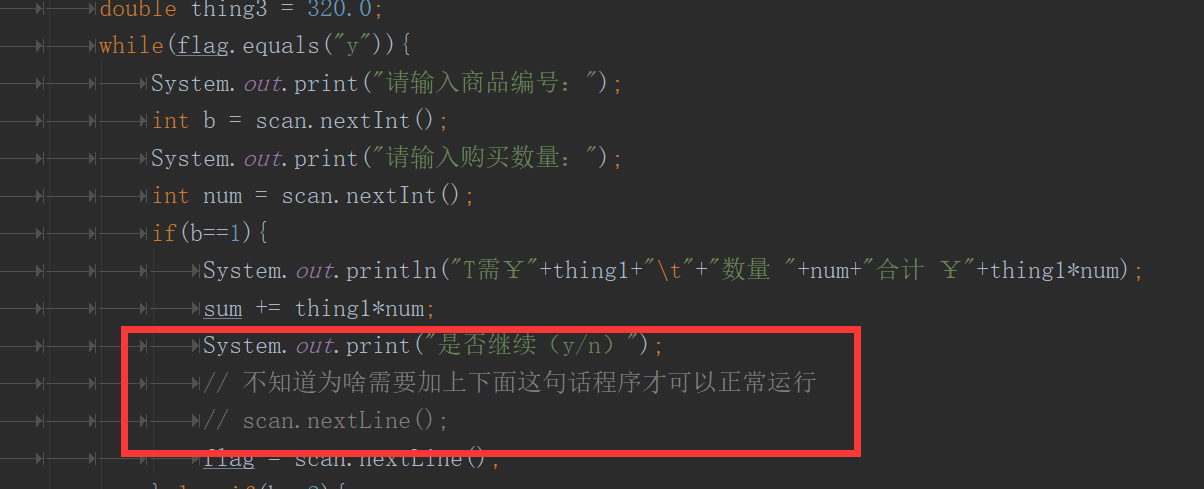 double thing3 = 320.0;
while(flag.equals("y")){
System.out.print("请输入商品编号: ");
int b = scan.nextInt();
System.out.print("请输入购买数量: ");
int num = scan.nextInt();
if(b==1){
System.out.println("T需￥"+thing1+"\t"+"数量 "+num+"合计 ￥"+thing1*num);
sum += thing1*num;
System.out.print("是否继续（y/n）");
// 不知道为啥需要加上下面这句话程序才可以正常运行
// scan.nextLine();
flag = scan.nextLine();